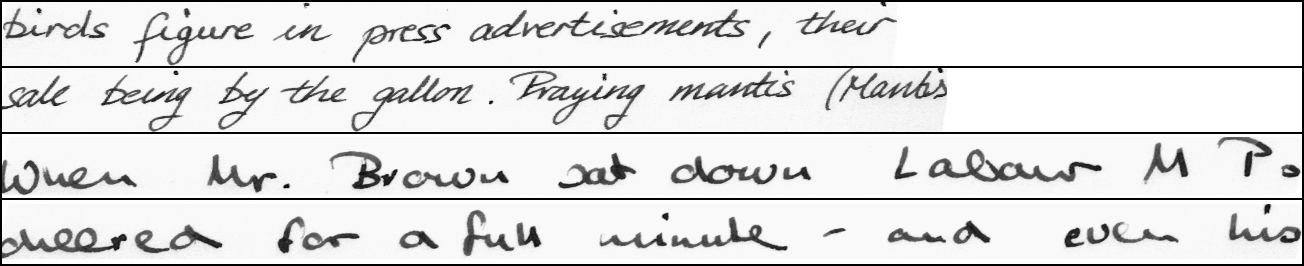 birds figure in press advertisements, their
sale being by the gallon. Praying mantis (Mantis
When Mr. Brown sat down Labour M Ps
cheered for a full minute - and even his